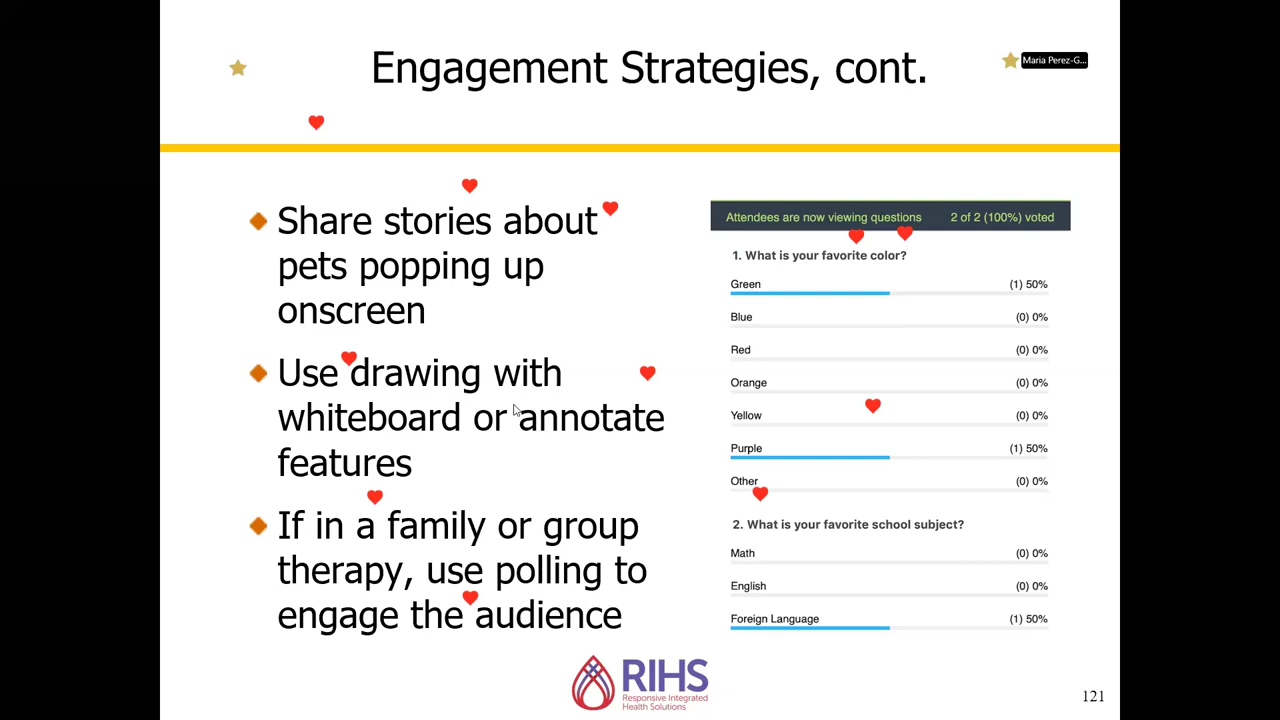 Engagement Strategies, cont.
Maria Perez-G...
Share stories about
pets popping up
onscreen
Use drawing with
whiteboard or annotate
features
If in a family or group
therapy, use polling to
engage the audience
Attendees are now viewing questions 2 of 2 (100%) voted
1. What is your favorite color?
Green (1) 50%
Blue (0) 0%
Red (0) 0%
Orange (0) 0%
Yellow (0) 0%
Purple (1) 50%
Other (0) 0%
2. What is your favorite school subject?
Math (0) 0%
English (0) 0%
Foreign Language (1) 50%
RIHS
Responsive Integrated
Health Solutions
121